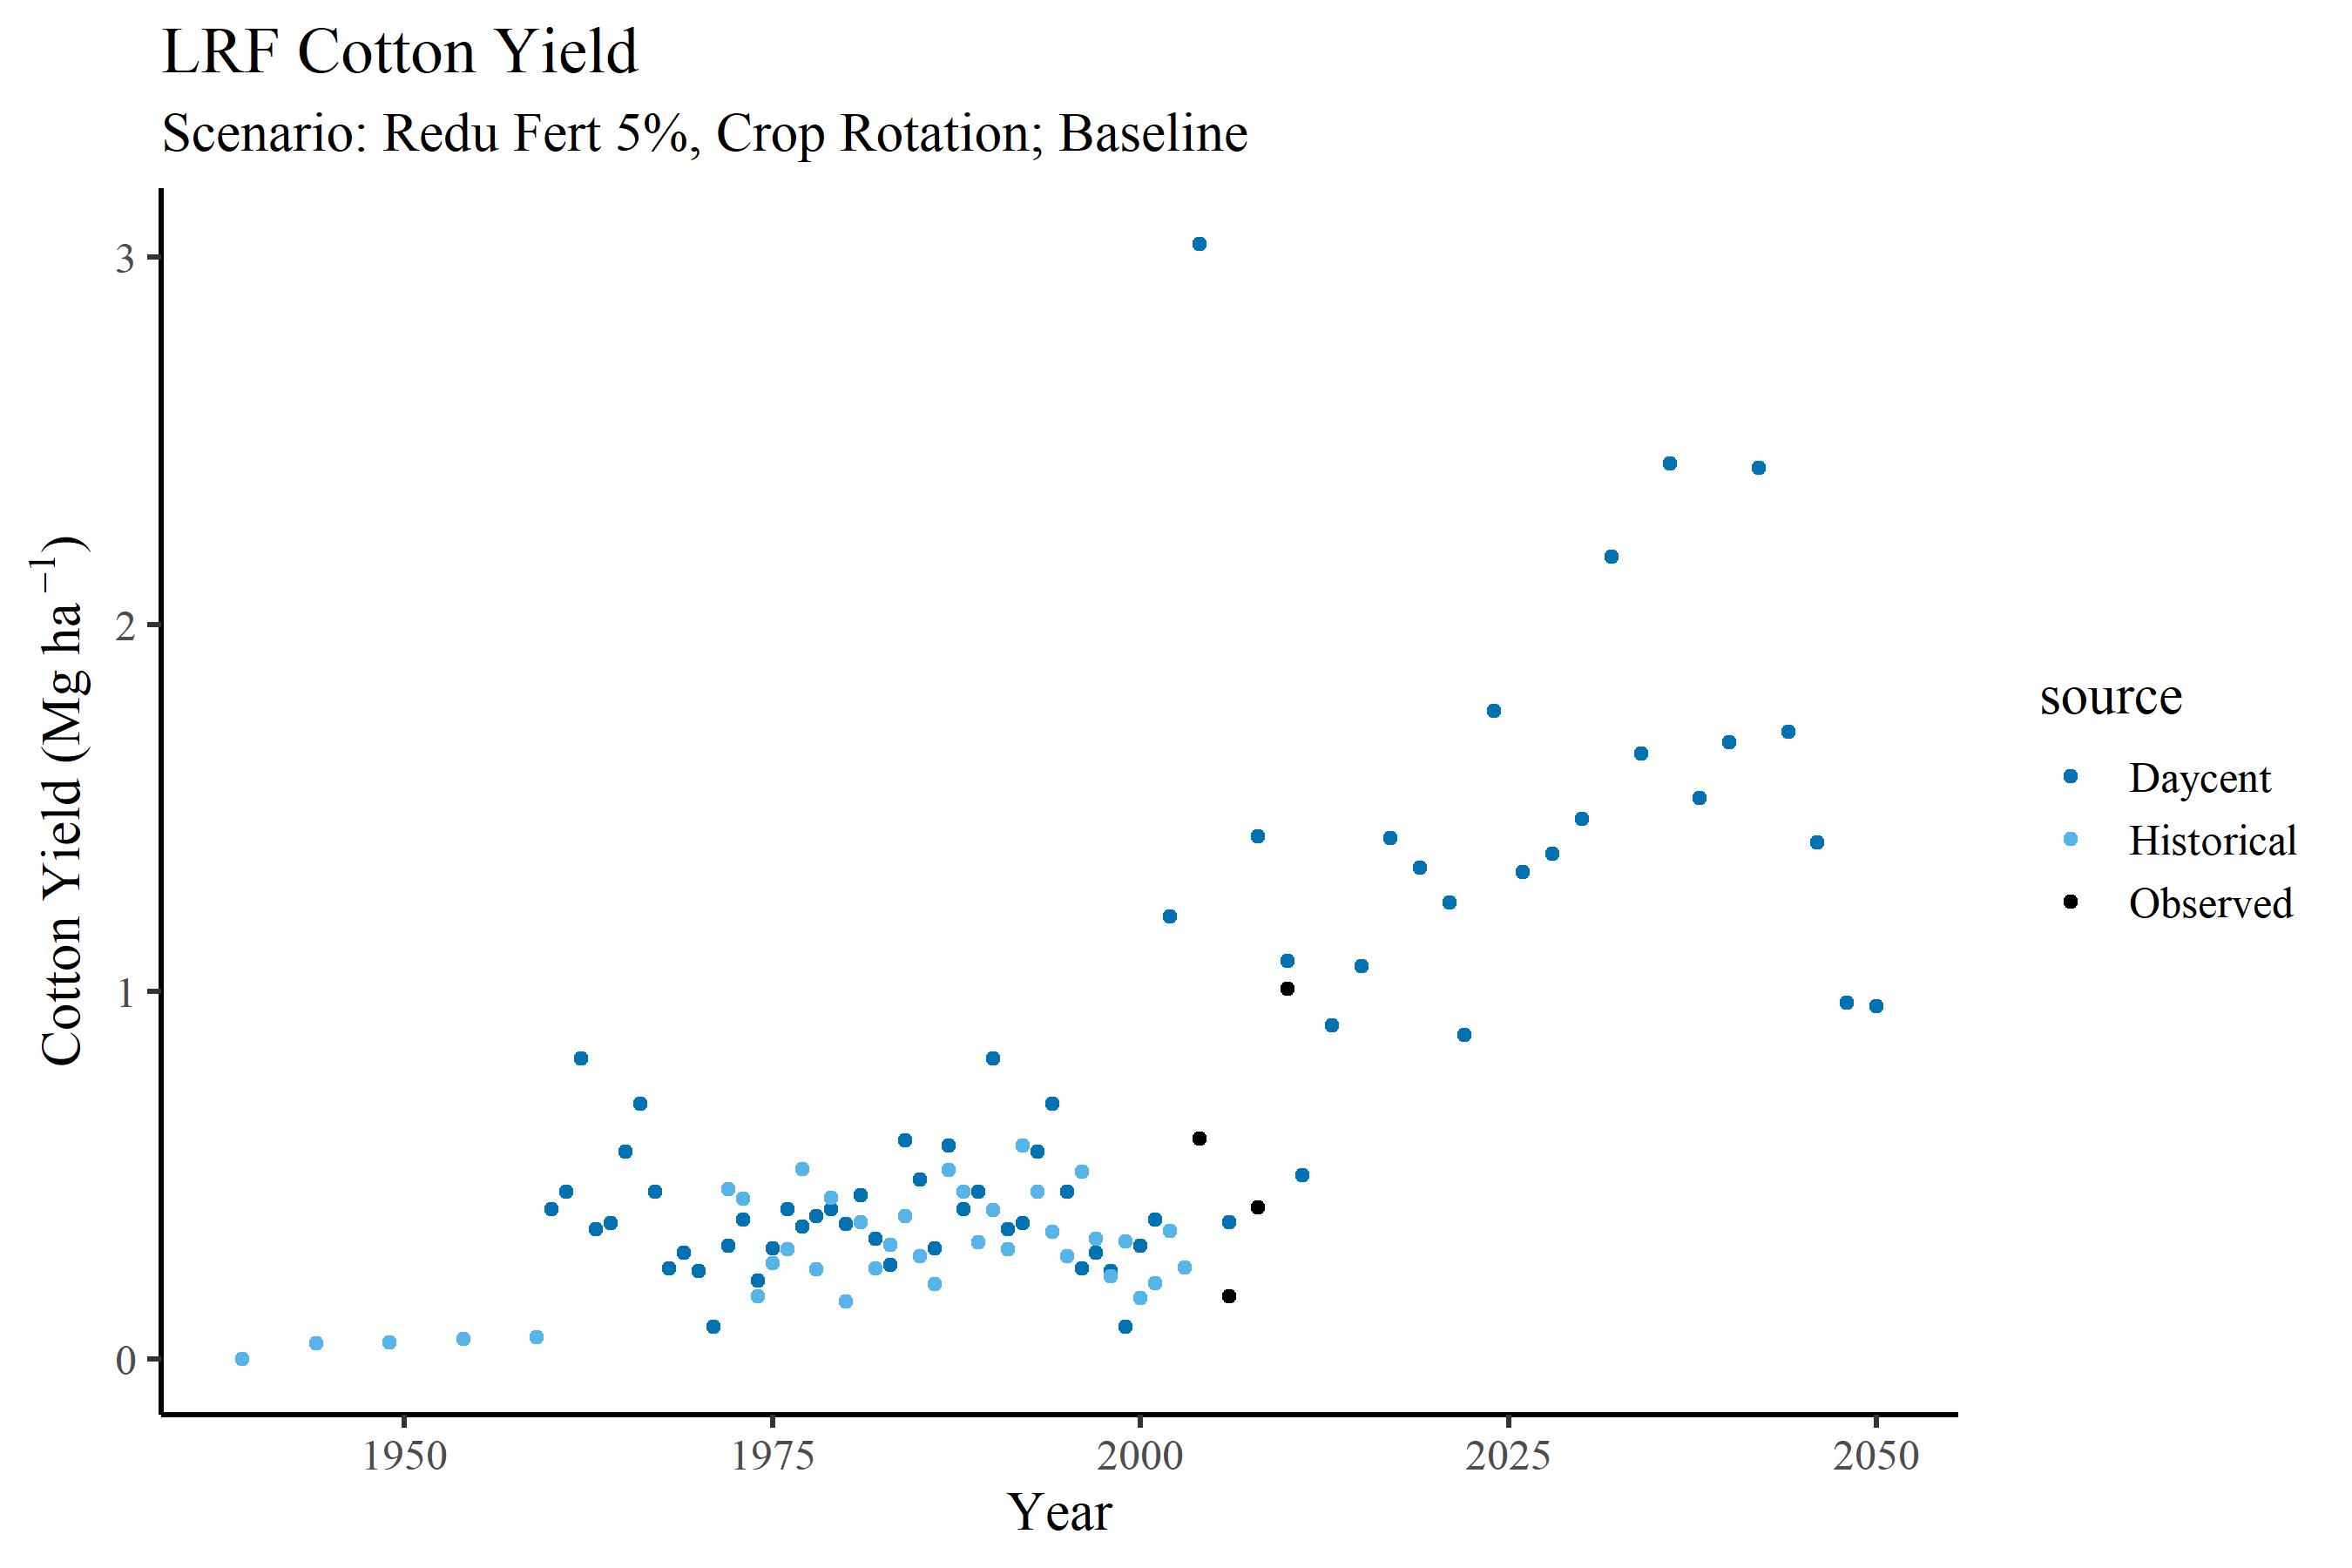 LRF Cotton Yield
Scenario: Redu Fert 5%, Crop Rotation; Baseline
Cotton Yield (Mg ha⁻¹)
3
2
1
0
1950 1975 2000 2025 2050
Year
source
Daycent
Historical
Observed